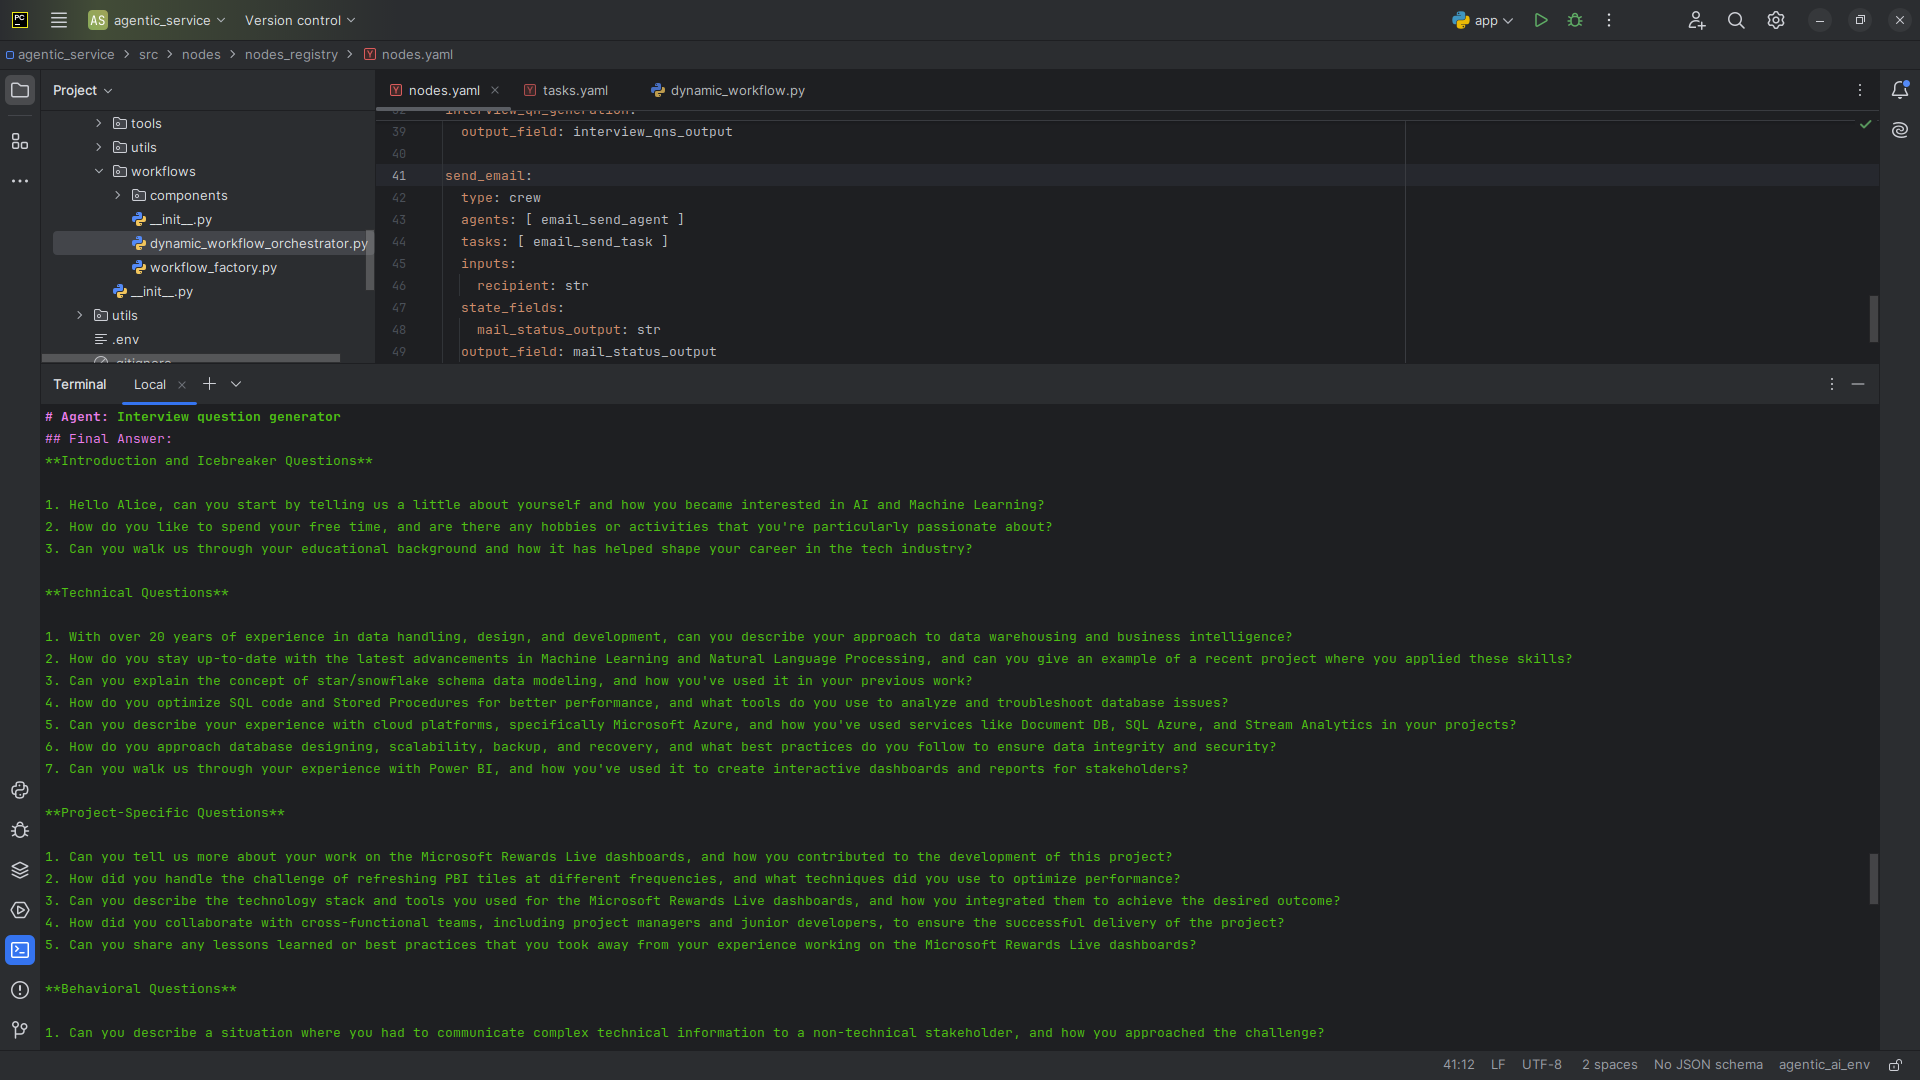 PC
AS agentic_service
Version control
app
agentic_service > src > nodes > nodes_registry > nodes.yaml
Project
nodes.yaml
tasks.yaml
dynamic_workflow.py
tools
utils
workflows
components
__init__.py
dynamic_workflow_orchestrator.py
workflow_factory.py
__init__.py
utils
.env
.gitignore
32 interview_qn_generation:
39 output_field: interview_qns_output
40
41 send_email:
42 type: crew
43 agents: [ email_send_agent ]
44 tasks: [ email_send_task ]
45 inputs:
46 recipient: str
47 state_fields:
48 mail_status_output: str
49 output_field: mail_status_output
Terminal
Local
# Agent: Interview question generator
## Final Answer:
**Introduction and Icebreaker Questions**
1. Hello Alice, can you start by telling us a little about yourself and how you became interested in AI and Machine Learning?
2. How do you like to spend your free time, and are there any hobbies or activities that you're particularly passionate about?
3. Can you walk us through your educational background and how it has helped shape your career in the tech industry?
**Technical Questions**
1. With over 20 years of experience in data handling, design, and development, can you describe your approach to data warehousing and business intelligence?
2. How do you stay up-to-date with the latest advancements in Machine Learning and Natural Language Processing, and can you give an example of a recent project where you applied these skills?
3. Can you explain the concept of star/snowflake schema data modeling, and how you've used it in your previous work?
4. How do you optimize SQL code and Stored Procedures for better performance, and what tools do you use to analyze and troubleshoot database issues?
5. Can you describe your experience with cloud platforms, specifically Microsoft Azure, and how you've used services like Document DB, SQL Azure, and Stream Analytics in your projects?
6. How do you approach database designing, scalability, backup, and recovery, and what best practices do you follow to ensure data integrity and security?
7. Can you walk us through your experience with Power BI, and how you've used it to create interactive dashboards and reports for stakeholders?
**Project-Specific Questions**
1. Can you tell us more about your work on the Microsoft Rewards Live dashboards, and how you contributed to the development of this project?
2. How did you handle the challenge of refreshing PBI tiles at different frequencies, and what techniques did you use to optimize performance?
3. Can you describe the technology stack and tools you used for the Microsoft Rewards Live dashboards, and how you integrated them to achieve the desired outcome?
4. How did you collaborate with cross-functional teams, including project managers and junior developers, to ensure the successful delivery of the project?
5. Can you share any lessons learned or best practices that you took away from your experience working on the Microsoft Rewards Live dashboards?
**Behavioral Questions**
1. Can you describe a situation where you had to communicate complex technical information to a non-technical stakeholder, and how you approached the challenge?
41:12
LF
UTF-8
2 spaces
No JSON schema
agentic_ai_env